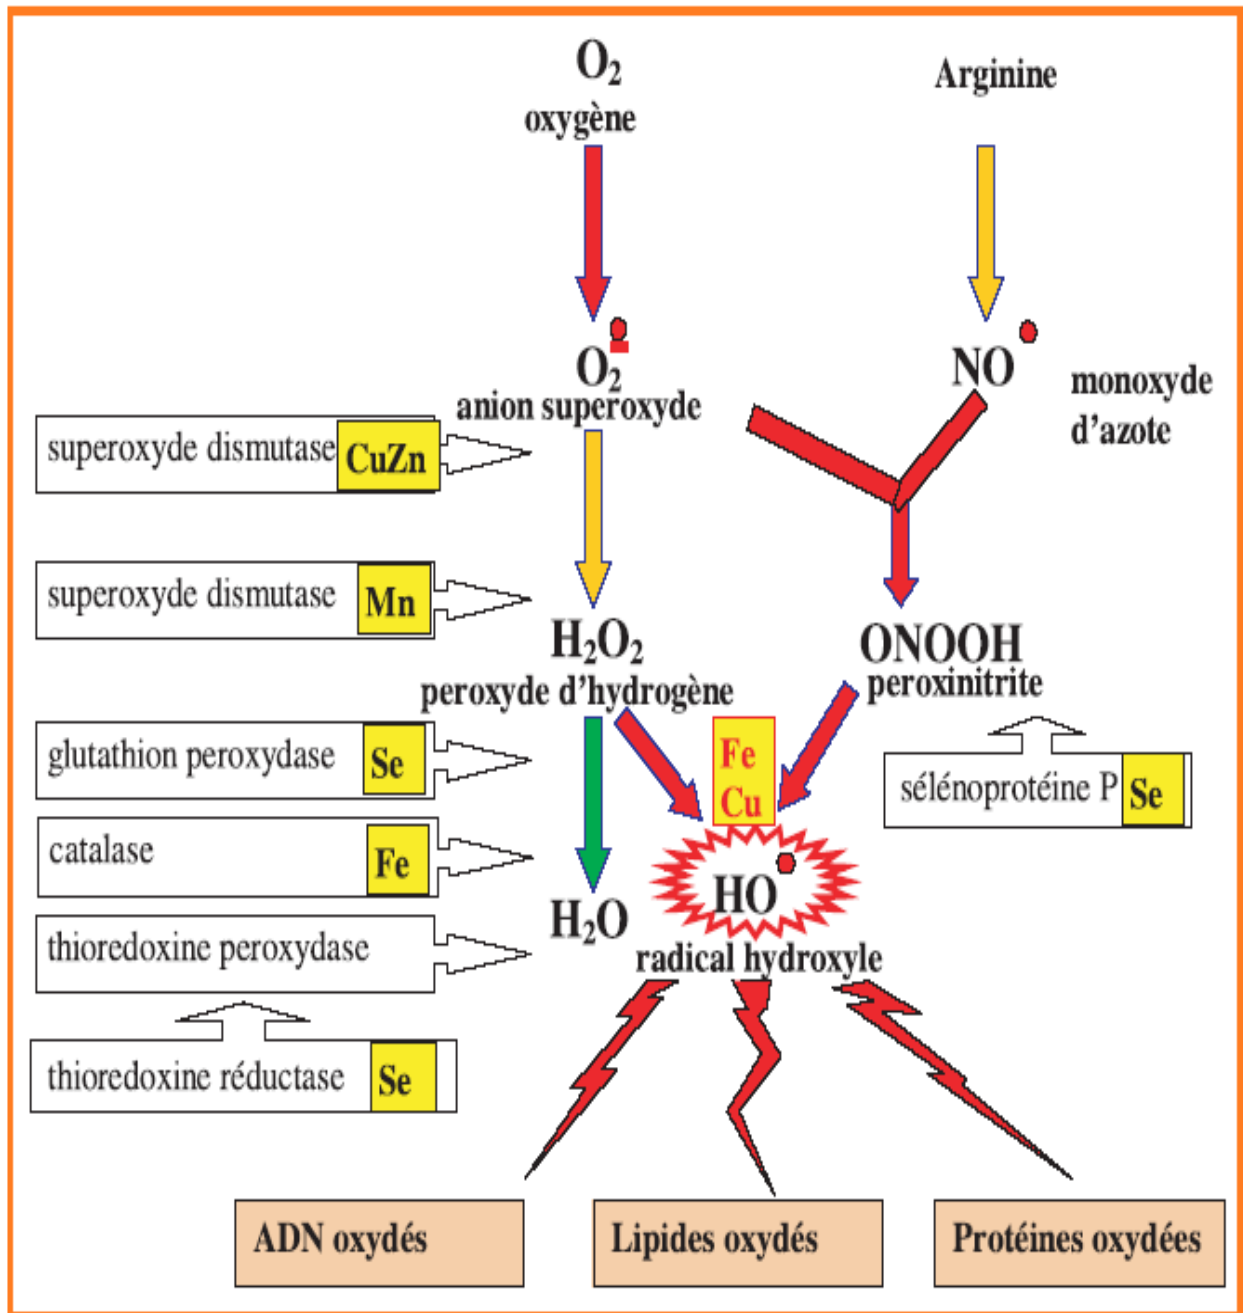 O₂
oxygène
Arginine
O₂
anion superoxyde
NO
monoxyde
d'azote
superoxyde dismutase CuZn
superoxyde dismutase Mn
H₂O₂
peroxyde d'hydrogène
ONOOH
peroxinitrite
glutathion peroxydase Se
Fe
Cu
sélénoprotéine P Se
catalase Fe
HO
H₂O
radical hydroxyle
thioredoxine peroxydase
thioredoxine réductase Se
ADN oxydés
Lipides oxydés
Protéines oxydées